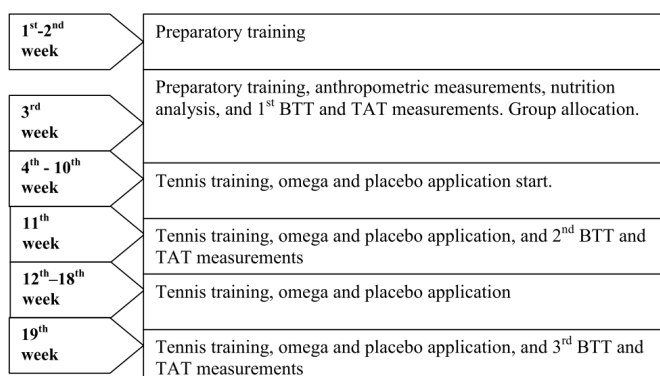 1st-2nd
week
Preparatory training
3rd
week
Preparatory training, anthropometric measurements, nutrition
analysis, and 1st BTT and TAT measurements. Group allocation.
4th - 10th
week
Tennis training, omega and placebo application start.
11th
week
Tennis training, omega and placebo application, and 2nd BTT and
TAT measurements
12th–18th
week
Tennis training, omega and placebo application
19th
week
Tennis training, omega and placebo application, and 3rd BTT and
TAT measurements